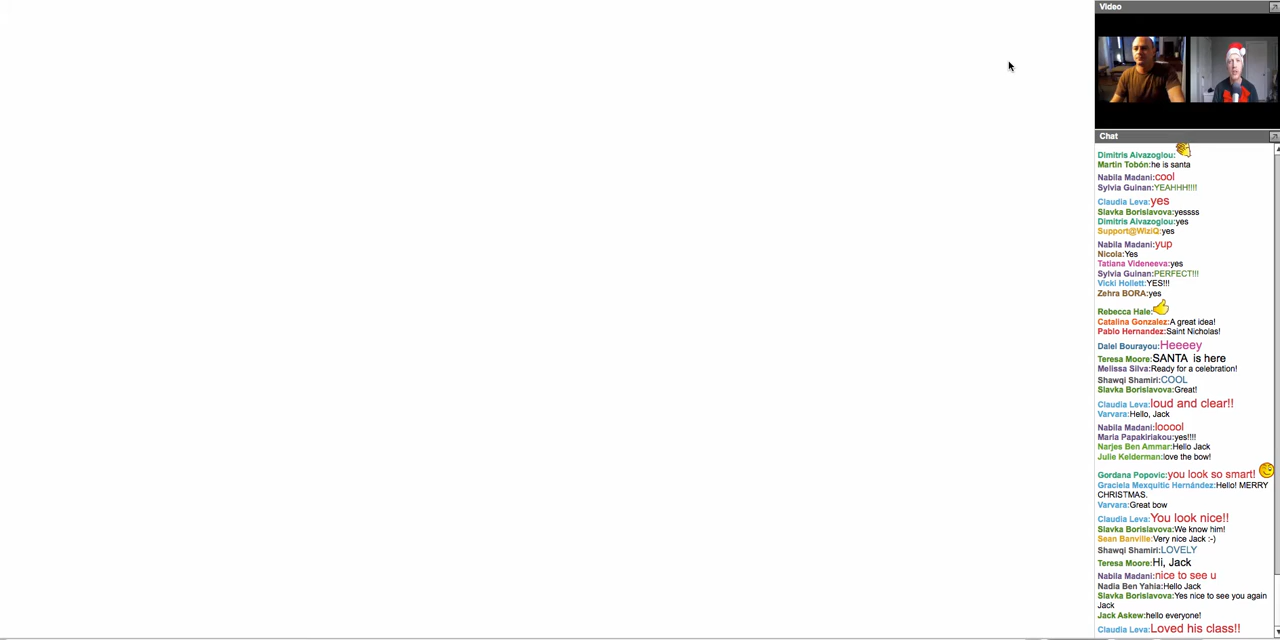 Video
Chat
Dimitris Aivazoglou:
Martin Tobón:he is santa
Nabila Madani:cool
Sylvia Guinan:YEAHHH!!!!
Claudia Leva:yes
Slavka Borislavova:yessss
Dimitris Aivazoglou:yes
Support@WiziQ:yes
Nabila Madani:yup
Nicola:Yes
Tatiana Videneeva:yes
Sylvia Guinan:PERFECT!!!
Vicki Hollett:YES!!!
Zehra BORA:yes
Rebecca Hale:
Catalina Gonzalez:A great idea!
Pablo Hernandez:Saint Nicholas!
Dalel Bourayou:Heeeey
Teresa Moore:SANTA is here
Melissa Silva:Ready for a celebration!
Shawqi Shamiri:COOL
Slavka Borislavova:Great!
Claudia Leva:loud and clear!!
Varvara:Hello, Jack
Nabila Madani:looool
Maria Papakiriakou:yes!!!!
Narjes Ben Ammar:Hello Jack
Julie Kelderman:love the bow!
Gordana Popovic:you look so smart!
Graciela Mexquitic Hernández:Hello! MERRY
CHRISTMAS.
Varvara:Great bow
Claudia Leva:You look nice!!
Slavka Borislavova:We know him!
Sean Banville:Very nice Jack :-)
Shawqi Shamiri:LOVELY
Teresa Moore:Hi, Jack
Nabila Madani:nice to see u
Nadia Ben Yahia:Hello Jack
Slavka Borislavova:Yes nice to see you again
Jack
Jack Askew:hello everyone!
Claudia Leva:Loved his class!!